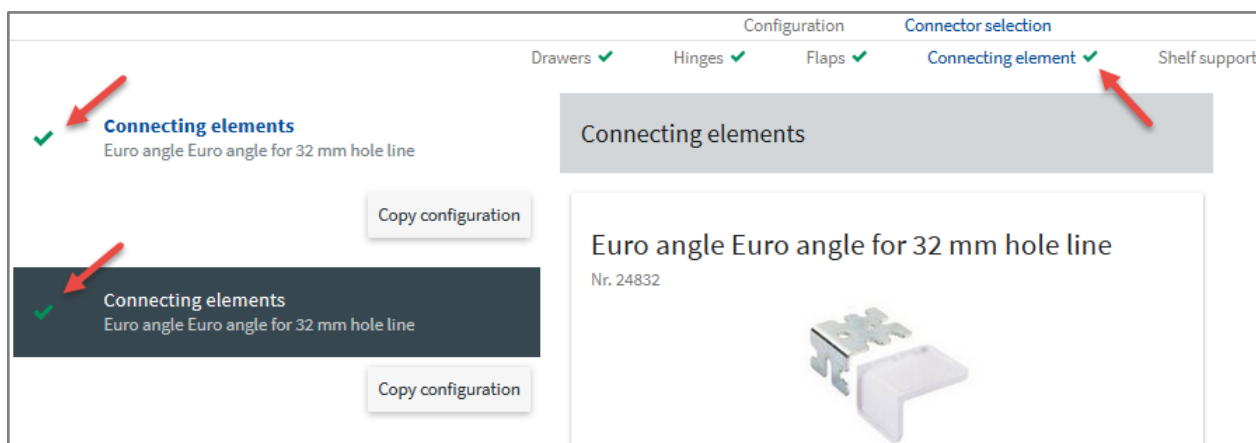 Configuration Connector selection
Drawers Hinges Flaps Connecting element Shelf support
Connecting elements
Euro angle Euro angle for 32 mm hole line
Copy configuration
Connecting elements
Euro angle Euro angle for 32 mm hole line
Copy configuration
Connecting elements
Euro angle Euro angle for 32 mm hole line
Nr. 24832